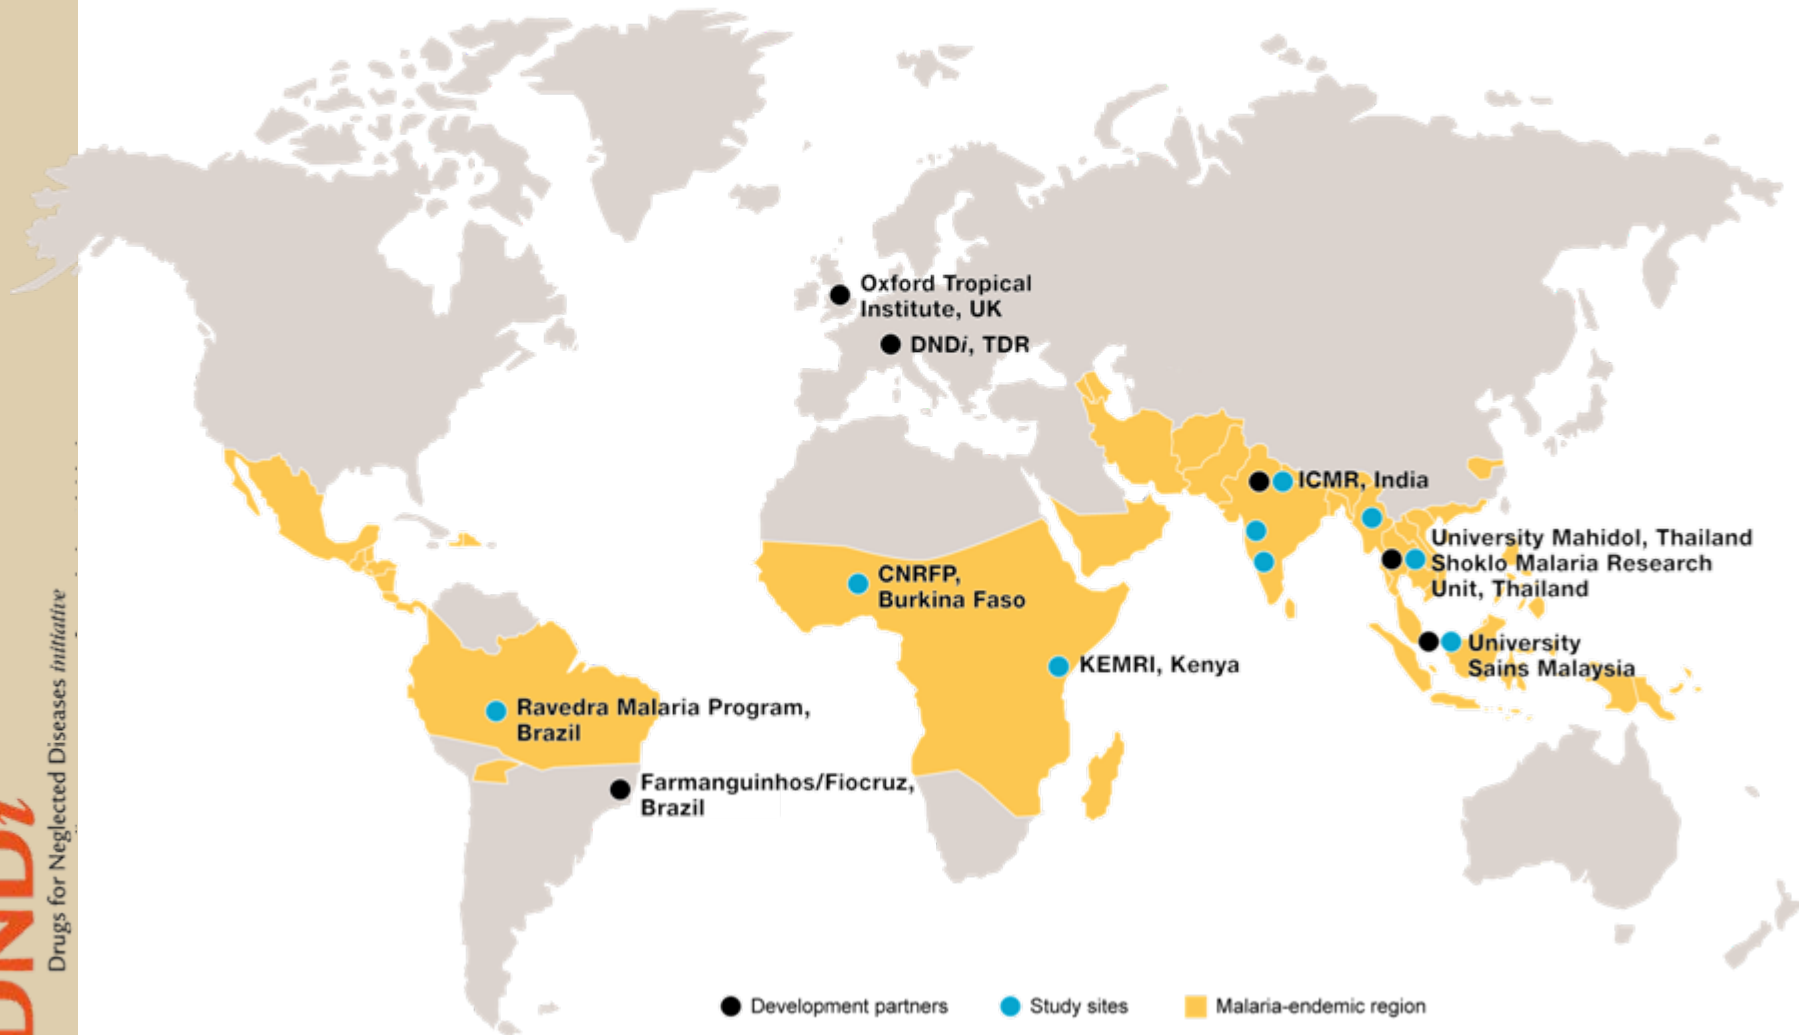 Oxford Tropical
Institute, UK
DNDi, TDR
ICMR, India
University Mahidol, Thailand
Shoklo Malaria Research
Unit, Thailand
CNRFP,
Burkina Faso
University
Sains Malaysia
KEMRI, Kenya
Ravedra Malaria Program,
Brazil
Farmanguinhos/Fiocruz,
Brazil
Development partners
Study sites
Malaria-endemic region
DNDi
Drugs for Neglected Diseases initiative